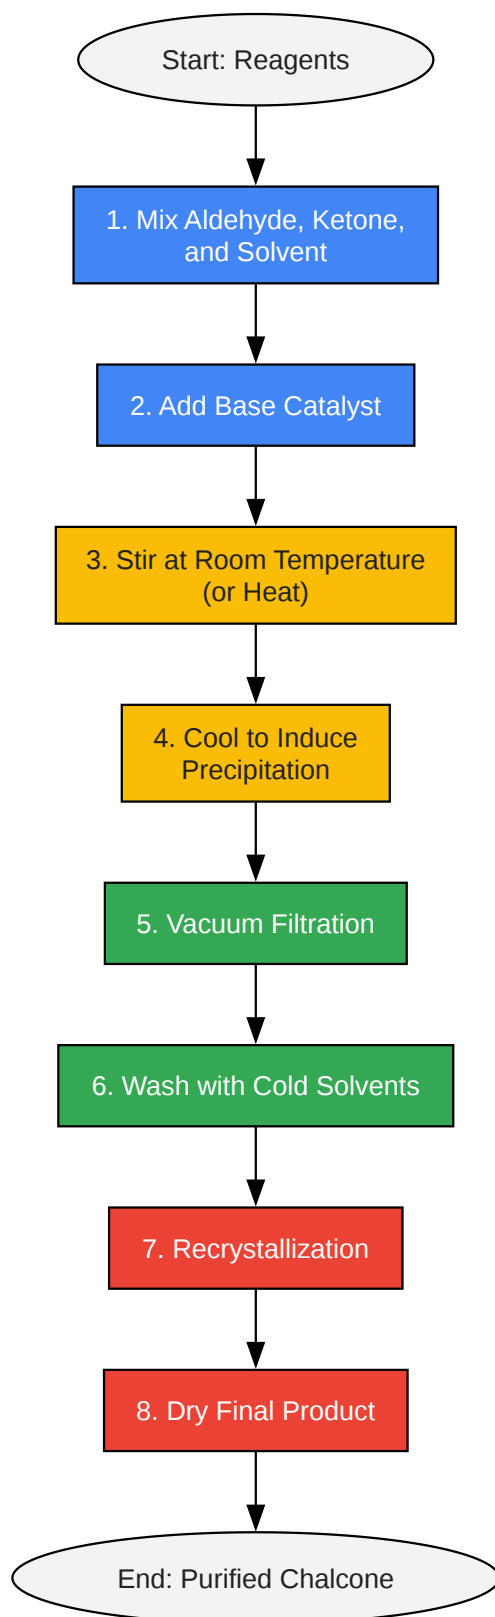 Start: Reagents
1. Mix Aldehyde, Ketone,
and Solvent
2. Add Base Catalyst
3. Stir at Room Temperature
(or Heat)
4. Cool to Induce
Precipitation
5. Vacuum Filtration
6. Wash with Cold Solvents
7. Recrystallization
8. Dry Final Product
End: Purified Chalcone